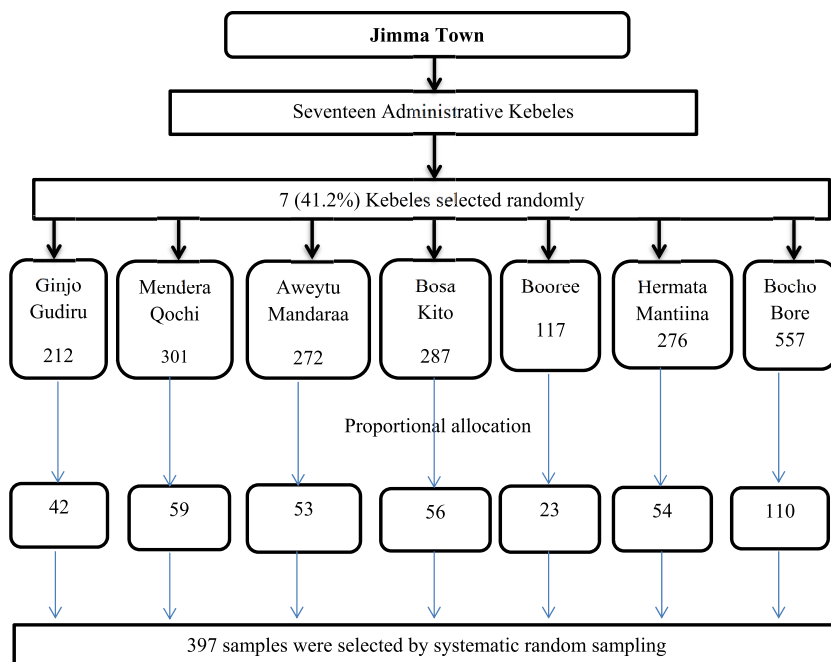 Jimma Town
Seventeen Administrative Kebeles
7 (41.2%) Kebeles selected randomly
Ginjo
Gudiru
212
Mendera
Qochi
301
Aweytu
Mandaraa
272
Bosa
Kito
287
Booree
117
Hermata
Mantiina
276
Bocho
Bore
557
Proportional allocation
42
59
53
56
23
54
110
397 samples were selected by systematic random sampling